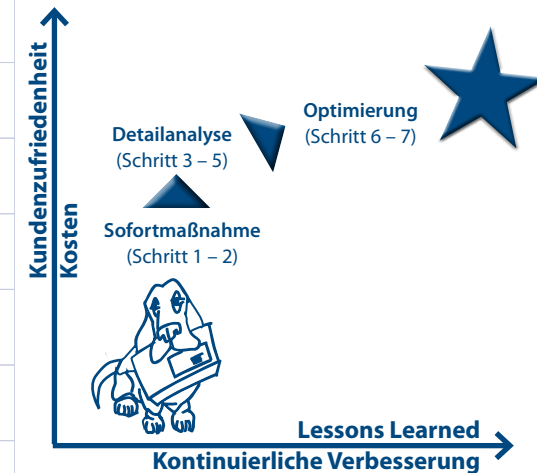 Kundenzufriedenheit
Kosten
Optimierung
(Schritt 6 – 7)
Detailanalyse
(Schritt 3 – 5)
Sofortmaßnahme
(Schritt 1 – 2)
Lessons Learned
Kontinuierliche Verbesserung